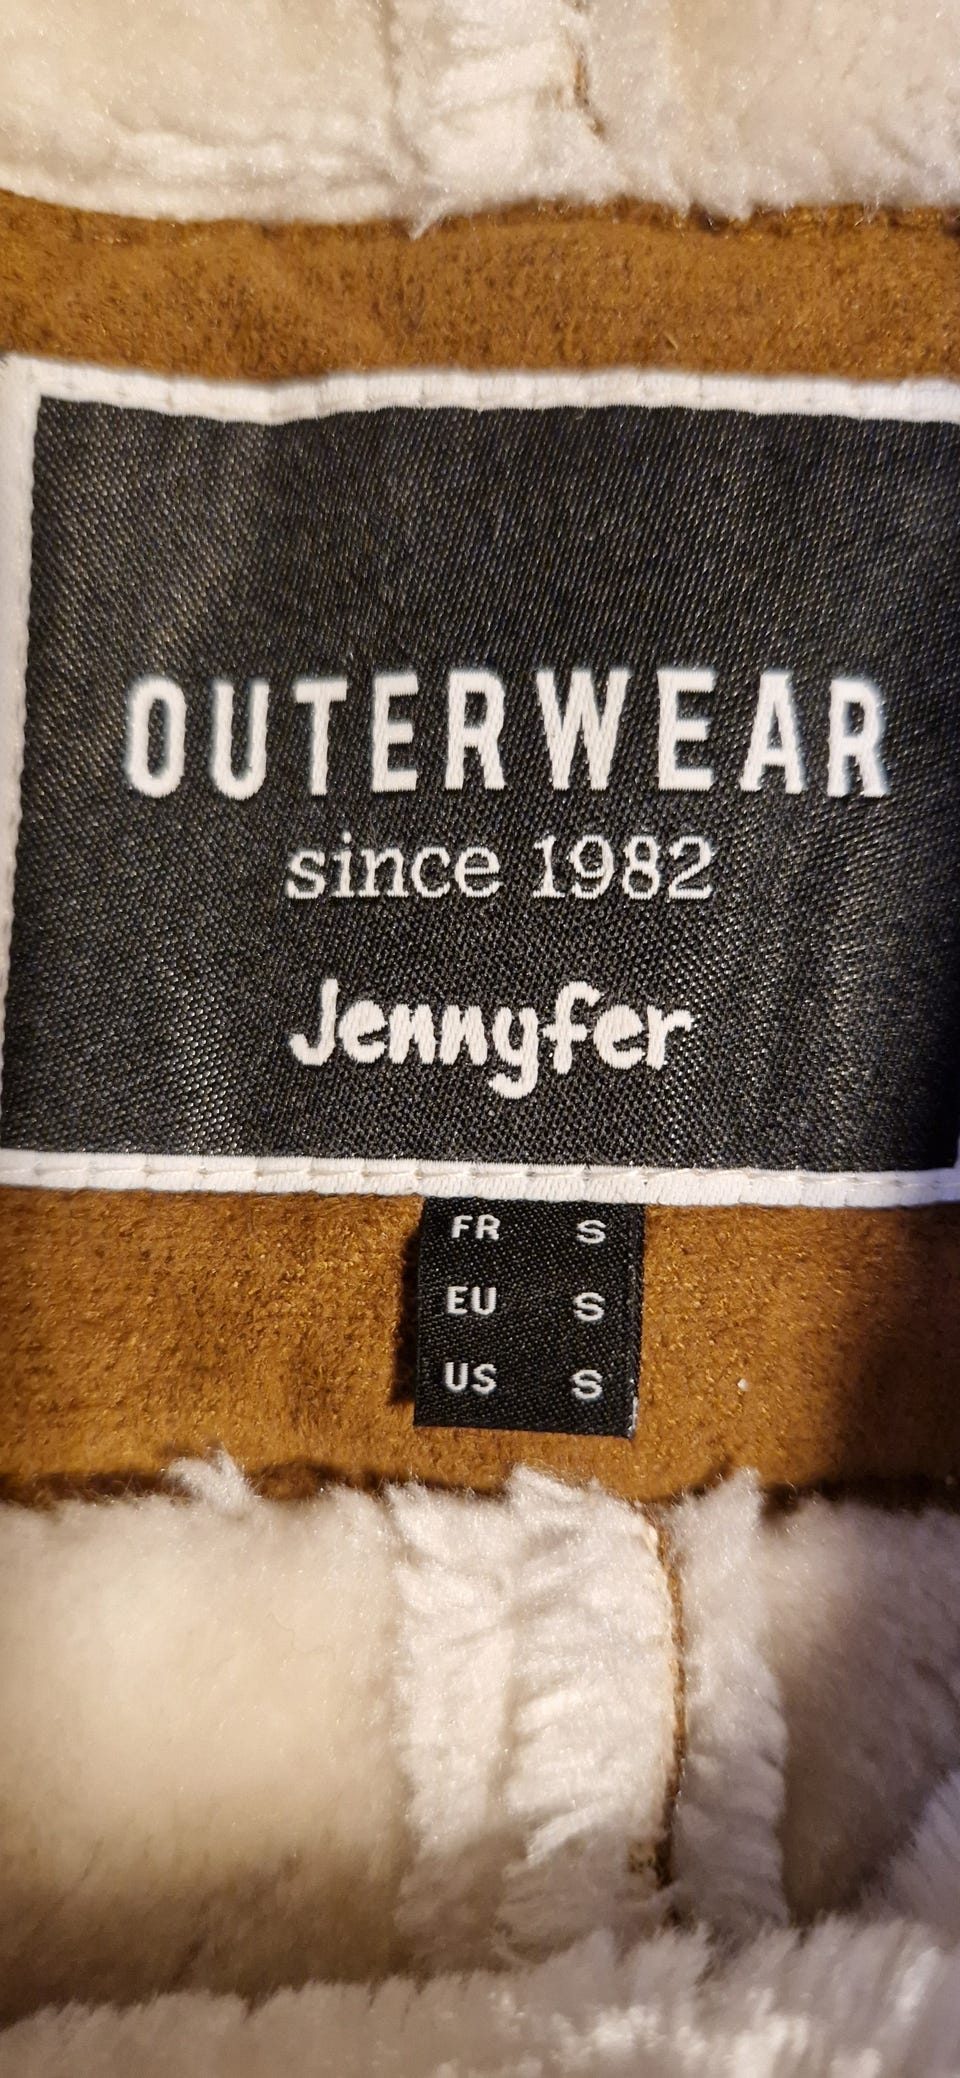 OUTERWEAR
since 1982
Jennyfer
FR S
EU S
US S